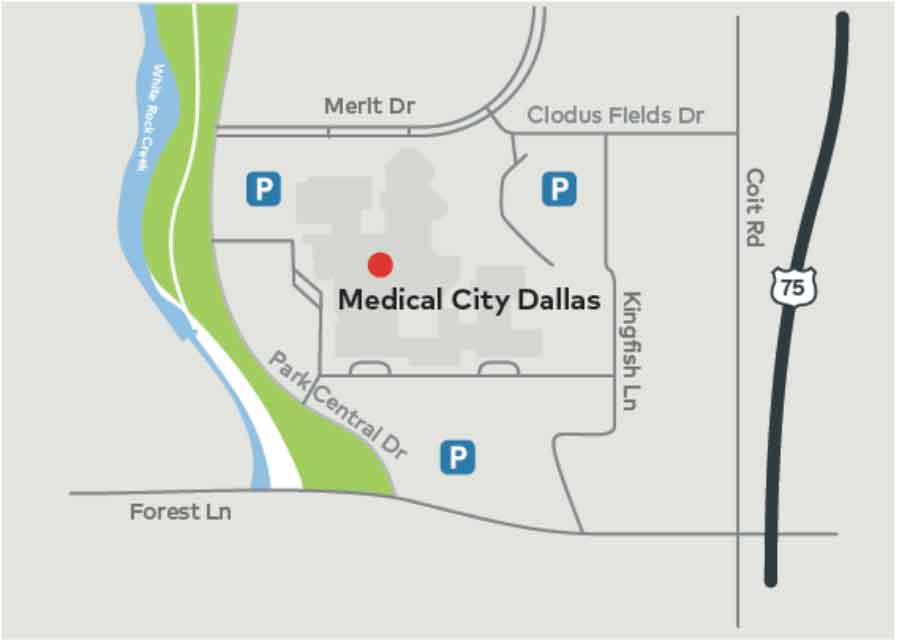 Merit Dr
Clodus Fields Dr
White Rock Creek
P
P
Coit Rd
75
Medical City Dallas
Kingfish Ln
Park Central Dr
P
Forest Ln